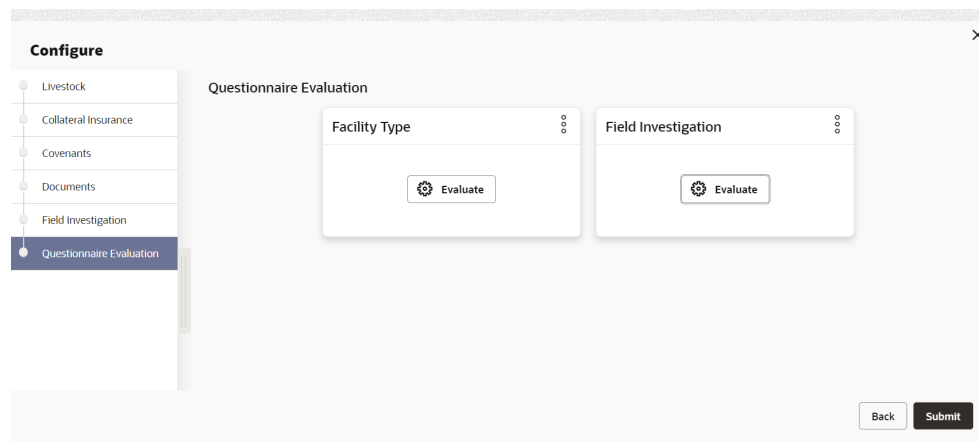 Configure
Livestock
Collateral Insurance
Covenants
Documents
Field Investigation
Questionnaire Evaluation
Questionnaire Evaluation
Facility Type
Evaluate
Field Investigation
Evaluate
Back
Submit